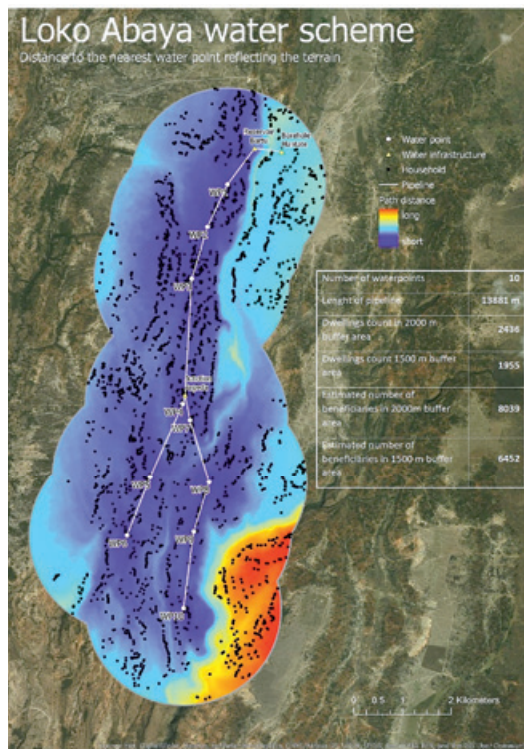 Loko Abaya water scheme
Distance to the nearest water point reflecting the terrain
Water point
Water infrastructure
Household
Pipeline
Path distance
long
short
Reservoir
Borehole
WP1
WP2
WP3
WP4
WP7
WP5
WP8
WP6
WP9
WP10
Number of waterpoints 10
Lenght of pipeline 13881 m
Dwellings count in 2000 m 2436
buffer area
Dwellings count 1500 m buffer 1955
area
Estimated number of 8039
beneficiaries in 2000m buffer
area
Estimated number of 6452
beneficiaries in 1500 m buffer
area
0 0.5 1 2 Kilometers